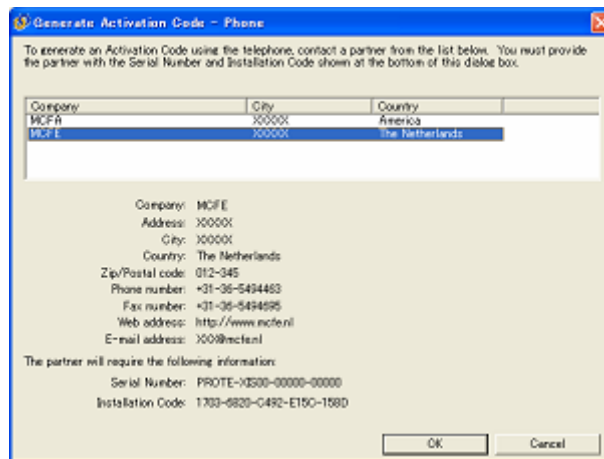 Generate Activation Code - Phone
To generate an Activation Code using the telephone, contact a partner from the list below. You must provide
the partner with the Serial Number and Installation Code shown at the bottom of this dialog box.
Company City Country
MCFA XXXXX America
MCFE XXXXX The Netherlands
Company: MCFE
Address: XXXXX
City: XXXXX
Country: The Netherlands
Zip/Postal code: 012-345
Phone number: +31-36-5494463
Fax number: +31-36-5494695
Web address: http://www.mcfe.nl
E-mail address: XXX@mcfe.nl
The partner will require the following information:
Serial Number: PROTE-XIS00-00000-00000
Installation Code: 1703-6820-C492-E15C-158D
OK Cancel